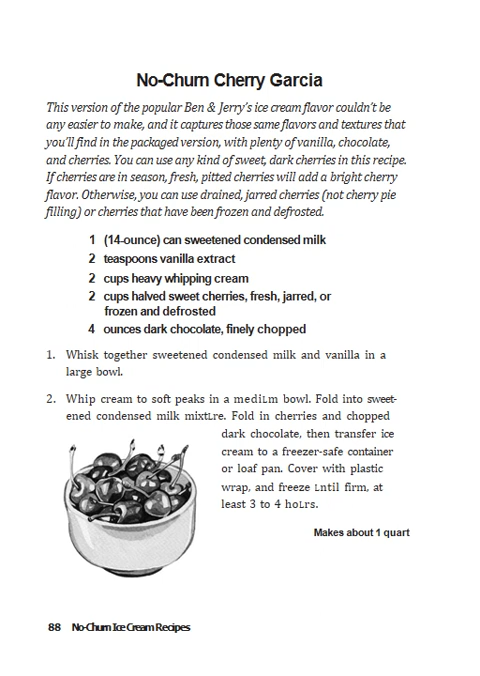 No-Churn Cherry Garcia
This version of the popular Ben & Jerry's ice cream flavor couldn't be
any easier to make, and it captures those same flavors and textures that
you'll find in the packaged version, with plenty of vanilla, chocolate,
and cherries. You can use any kind of sweet, dark cherries in this recipe.
If cherries are in season, fresh, pitted cherries will add a bright cherry
flavor. Otherwise, you can use drained, jarred cherries (not cherry pie
filling) or cherries that have been frozen and defrosted.
1 (14-ounce) can sweetened condensed milk
2 teaspoons vanilla extract
2 cups heavy whipping cream
2 cups halved sweet cherries, fresh, jarred, or
frozen and defrosted
4 ounces dark chocolate, finely chopped
1. Whisk together sweetened condensed milk and vanilla in a
large bowl.
2. Whip cream to soft peaks in a mediLm bowl. Fold into sweet-
ened condensed milk mixtLre. Fold in cherries and chopped
dark chocolate, then transfer ice
cream to a freezer-safe container
or loaf pan. Cover with plastic
wrap, and freeze Lntil firm, at
least 3 to 4 hoLrs.
Makes about 1 quart
88 No-Churn Ice Cream Recipes